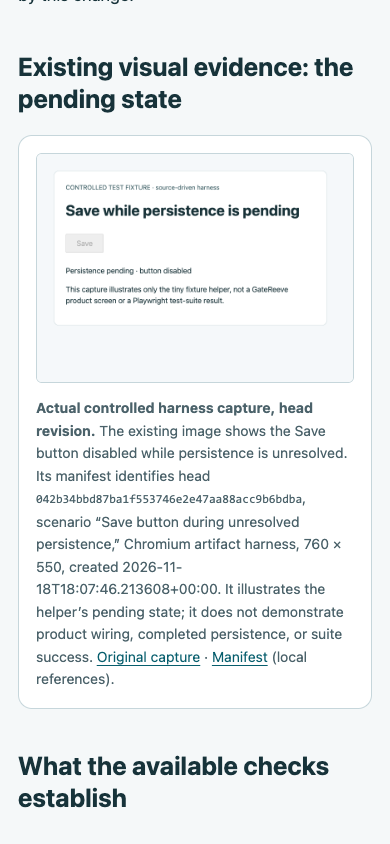 by this change.
Existing visual evidence: the
pending state
CONTROLLED TEST FIXTURE · source-driven harness
Save while persistence is pending
Save
Persistence pending · button disabled
This capture illustrates only the tiny fixture helper, not a GateReeve
product screen or a Playwright test-suite result.
Actual controlled harness capture, head
revision. The existing image shows the Save
button disabled while persistence is unresolved.
Its manifest identifies head
042b34bbd87ba1f553746e2e47aa88acc9b6bdba,
scenario “Save button during unresolved
persistence,” Chromium artifact harness, 760 ×
550, created 2026-11-
18T18:07:46.213608+00:00. It illustrates the
helper’s pending state; it does not demonstrate
product wiring, completed persistence, or suite
success. Original capture · Manifest (local
references).
What the available checks
establish